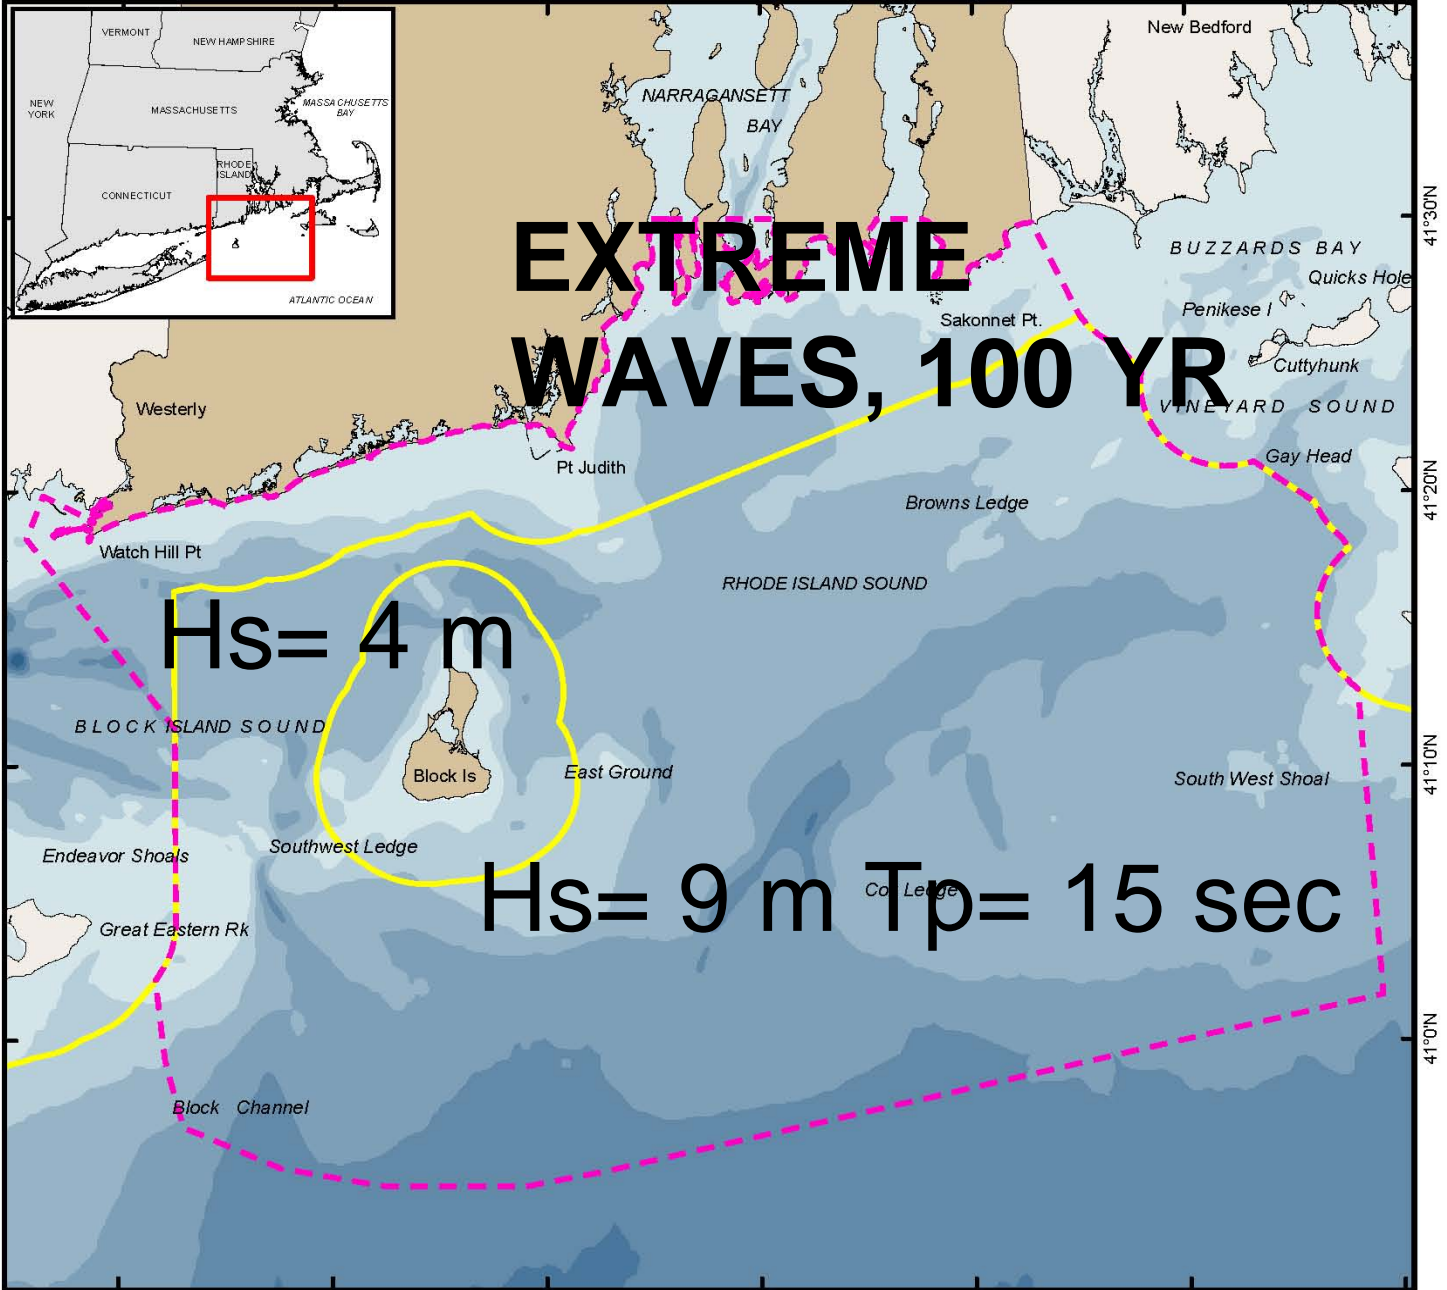 VERMONT
NEW HAMPSHIRE
NEW
YORK
MASSACHUSETTS
MASSACHUSETTS
BAY
RHODE
ISLAND
CONNECTICUT
ATLANTIC OCEAN
New Bedford
NARRAGANSETT
BAY
41°30'N
EXTREME
WAVES, 100 YR
BUZZARDS BAY
Quicks Hole
Penikese I
Sakonnet Pt.
Cuttyhunk
Westerly
VINEYARD SOUND
Gay Head
Pt Judith
41°20'N
Browns Ledge
Watch Hill Pt
RHODE ISLAND SOUND
Hs= 4 m
BLOCK ISLAND SOUND
41°10'N
Block Is
East Ground
South West Shoal
Southwest Ledge
Endeavor Shoals
Hs= 9 m Tp= 15 sec
Cox Ledge
Great Eastern Rk
41°0'N
Block Channel